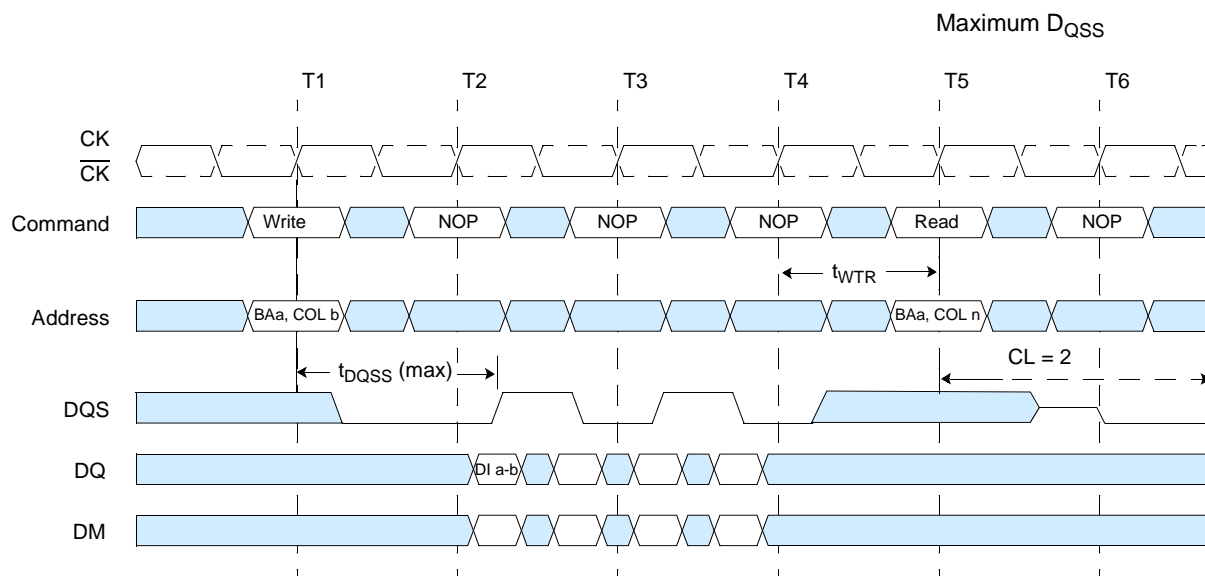 Maximum DQSS
T1 T2 T3 T4 T5 T6
CK
CK
Command Write NOP NOP NOP Read NOP
tWTR
Address BAa, COL b BAa, COL n
tDQSS (max) CL = 2
DQS
DQ DI a-b
DM